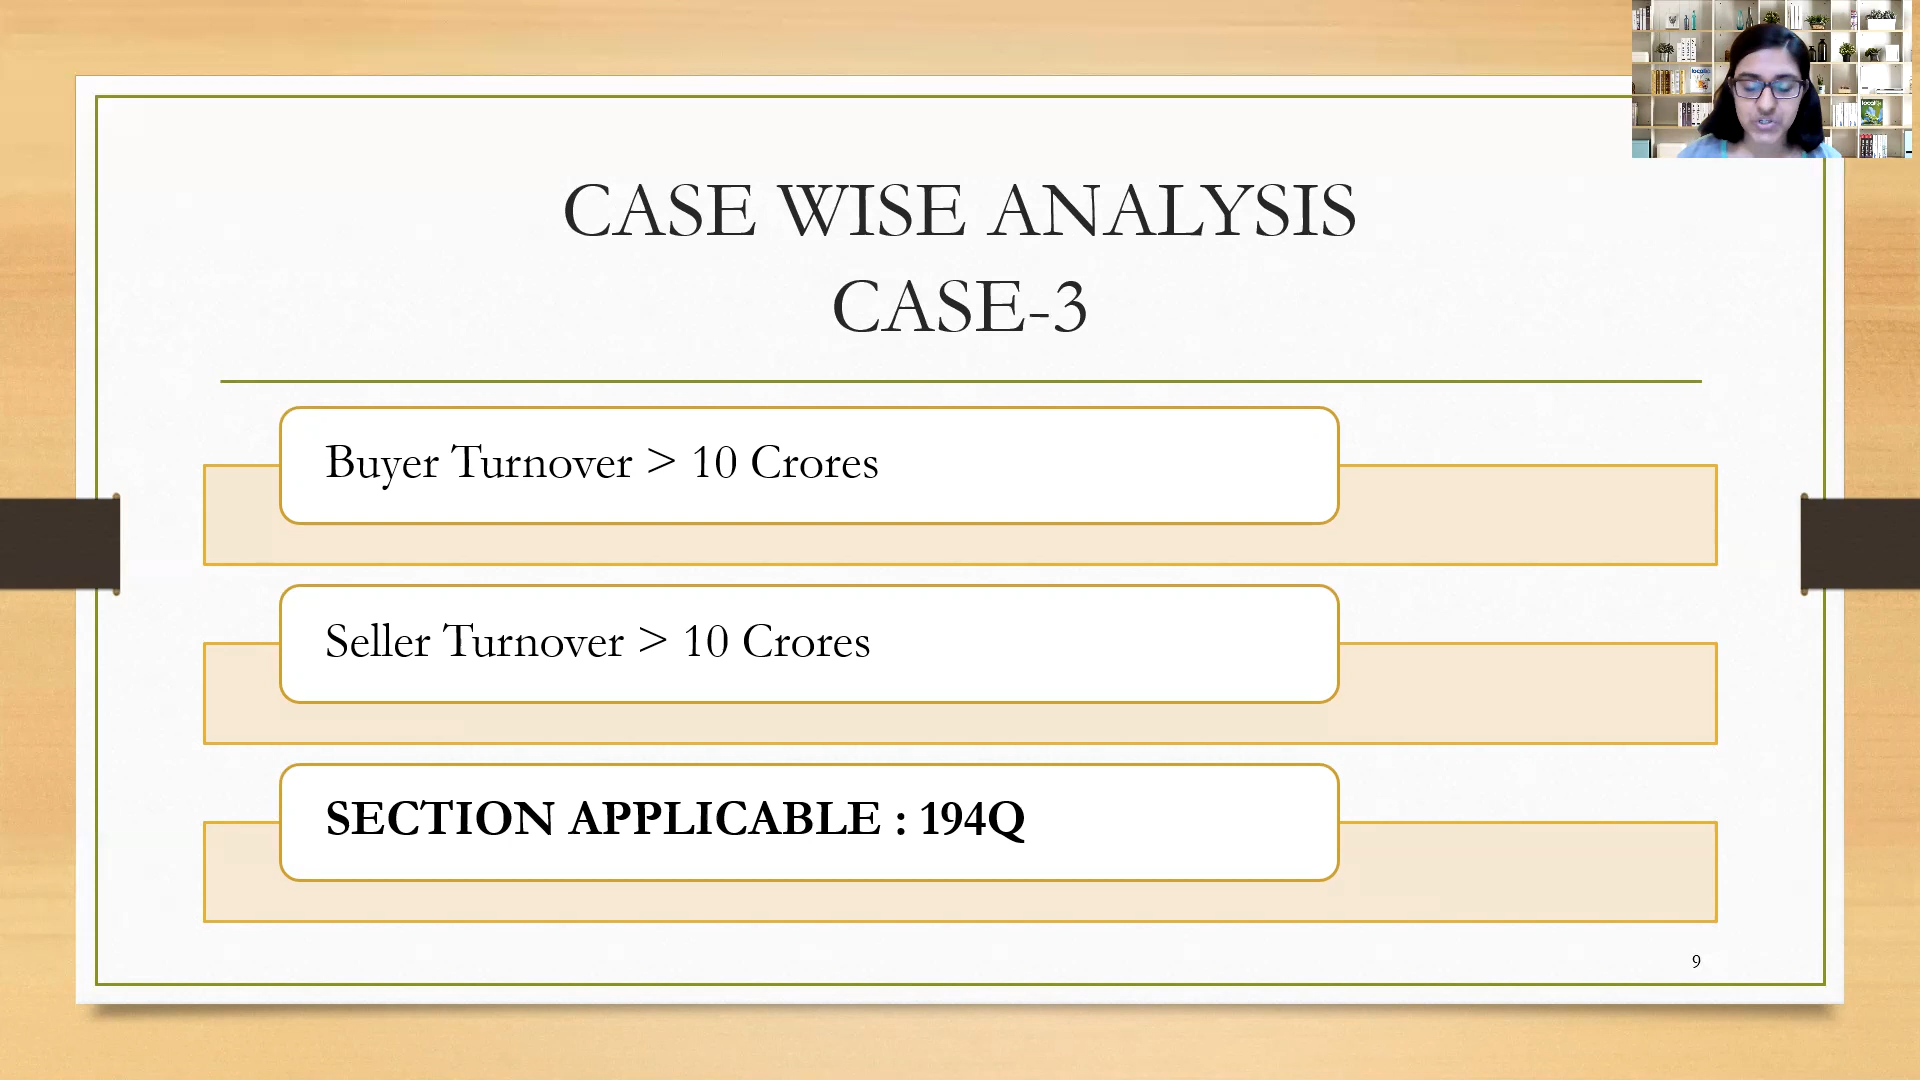 CASE WISE ANALYSIS
CASE-3
Buyer Turnover > 10 Crores
Seller Turnover > 10 Crores
SECTION APPLICABLE : 194Q
9